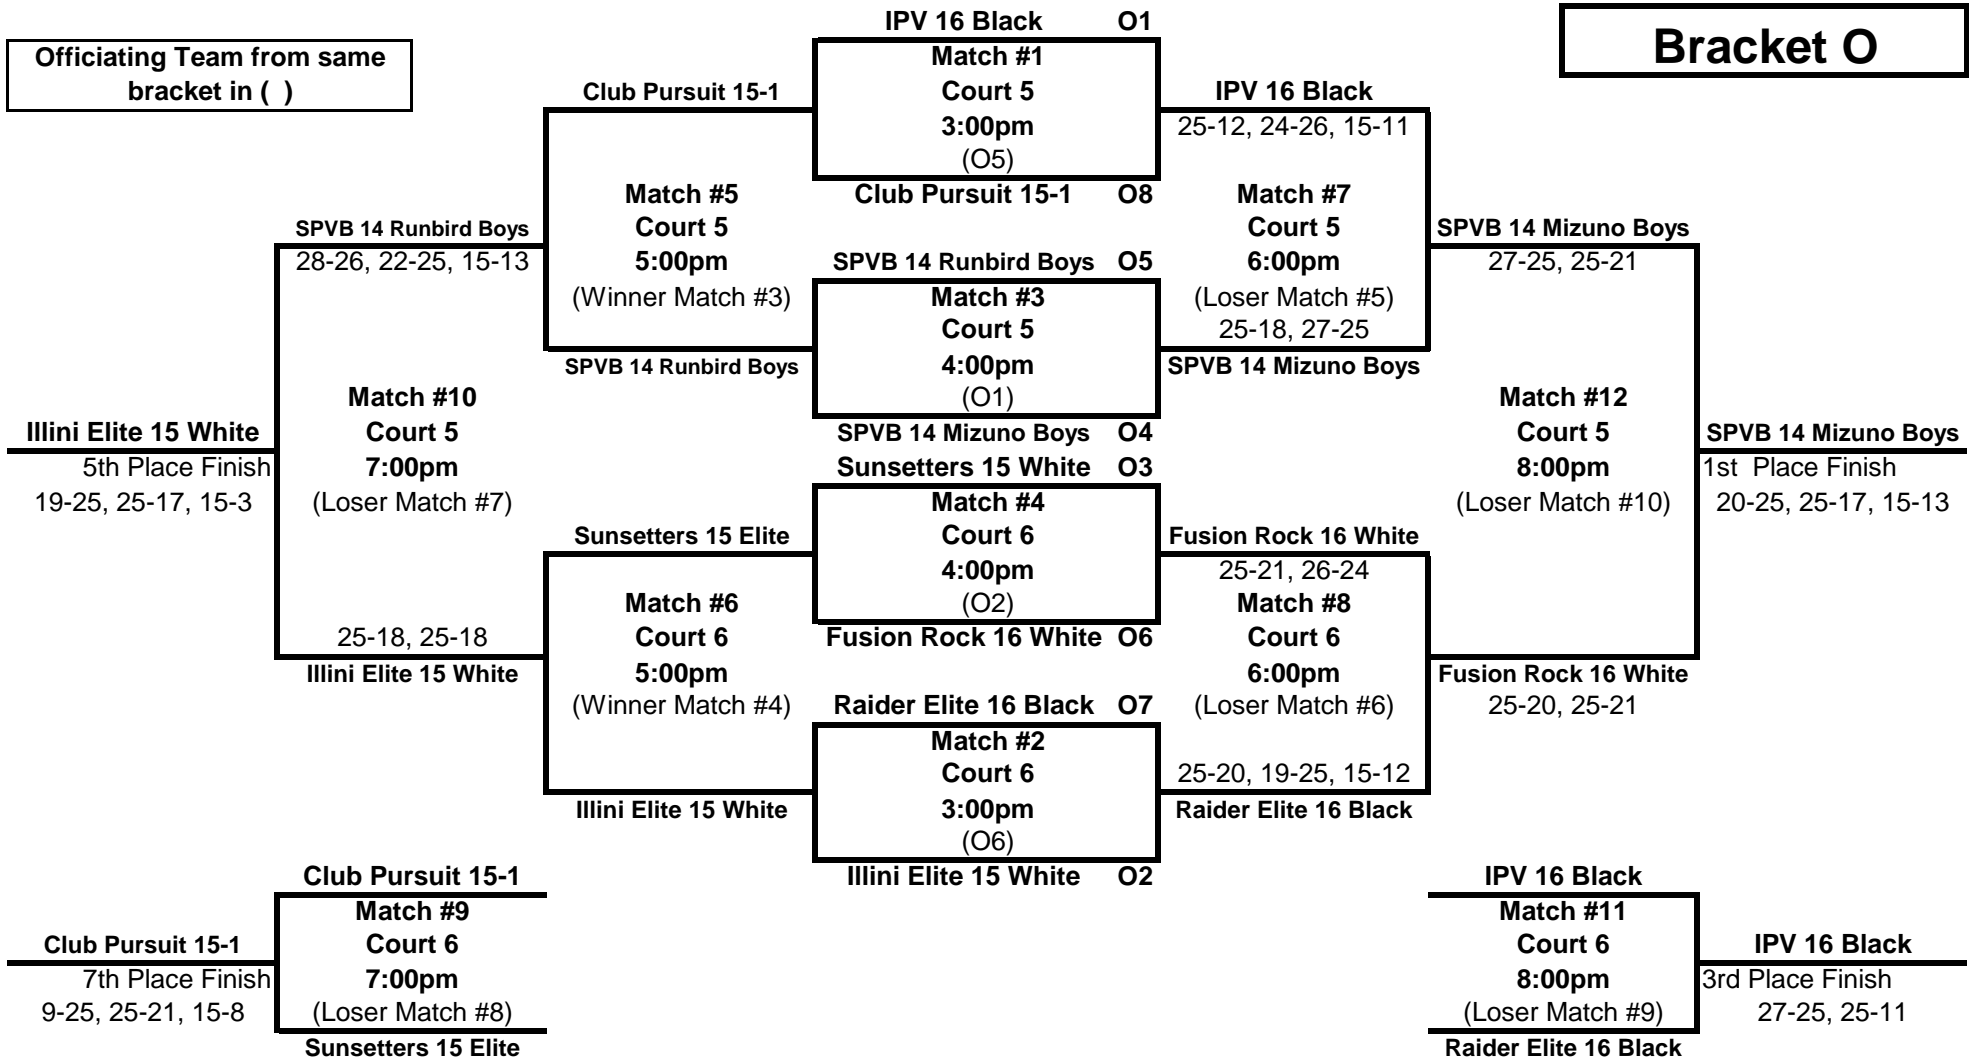 IPV 16 Black O1
Bracket O
Officiating Team from same
bracket in ( )
Match #1
Club Pursuit 15-1
Court 5
IPV 16 Black
3:00pm
25-12, 24-26, 15-11
(O5)
Club Pursuit 15-1 O8
Match #5
Court 5
5:00pm
(Winner Match #3)
Match #7
Court 5
6:00pm
(Loser Match #5)
25-18, 27-25
SPVB 14 Runbird Boys
28-26, 22-25, 15-13
SPVB 14 Mizuno Boys
27-25, 25-21
SPVB 14 Runbird Boys O5
Match #3
Court 5
4:00pm
(O1)
SPVB 14 Mizuno Boys O4
SPVB 14 Runbird Boys
SPVB 14 Mizuno Boys
Match #10
Court 5
7:00pm
(Loser Match #7)
Match #12
Court 5
8:00pm
(Loser Match #10)
Illini Elite 15 White
5th Place Finish
19-25, 25-17, 15-3
SPVB 14 Mizuno Boys
1st Place Finish
20-25, 25-17, 15-13
Sunsetters 15 White O3
Match #4
Court 6
4:00pm
(O2)
Fusion Rock 16 White O6
Sunsetters 15 Elite
Fusion Rock 16 White
25-21, 26-24
Match #6
Court 6
5:00pm
(Winner Match #4)
Match #8
Court 6
6:00pm
(Loser Match #6)
25-20, 19-25, 15-12
25-18, 25-18
Illini Elite 15 White
Fusion Rock 16 White
25-20, 25-21
Raider Elite 16 Black O7
Match #2
Court 6
3:00pm
(O6)
Illini Elite 15 White O2
Illini Elite 15 White
Raider Elite 16 Black
Club Pursuit 15-1
Match #9
Court 6
7:00pm
(Loser Match #8)
Sunsetters 15 Elite
Club Pursuit 15-1
7th Place Finish
9-25, 25-21, 15-8
IPV 16 Black
Match #11
Court 6
8:00pm
(Loser Match #9)
Raider Elite 16 Black
IPV 16 Black
3rd Place Finish
27-25, 25-11